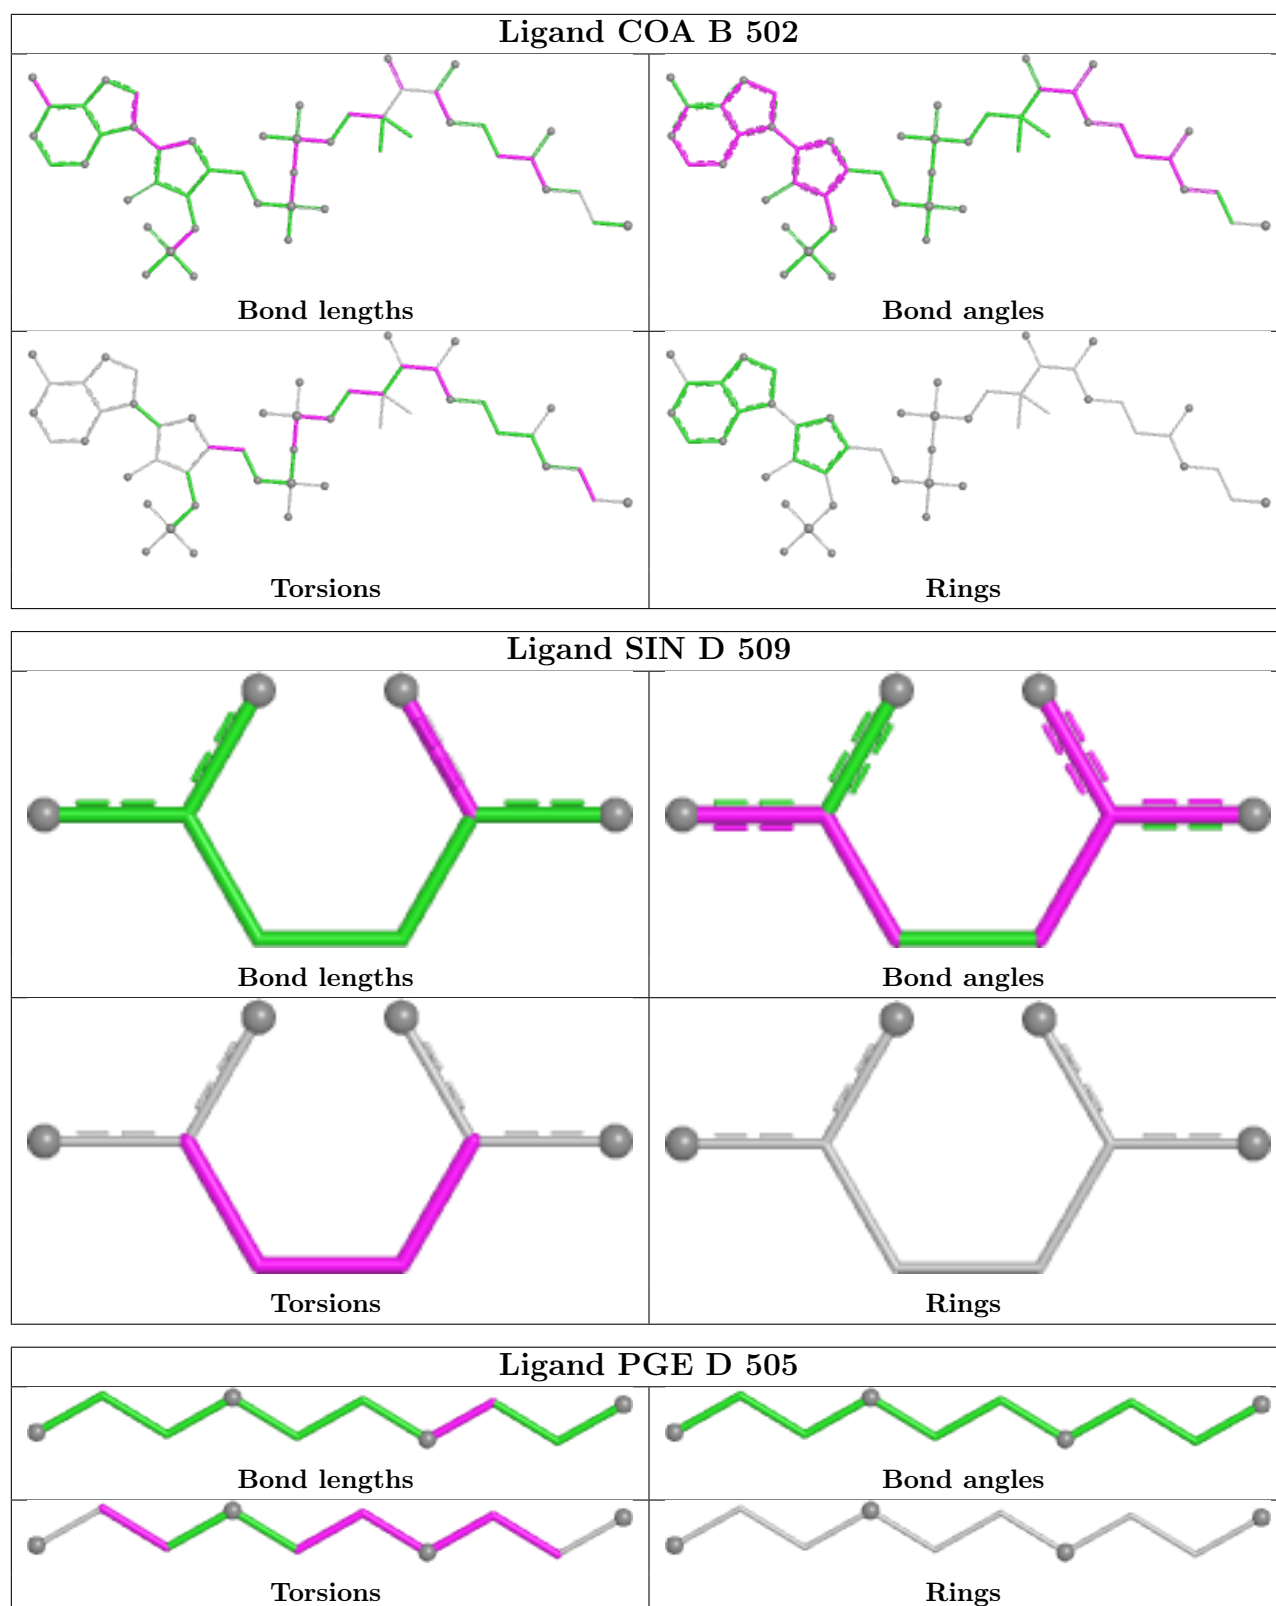 Ligand COA B 502
Bond lengths
Bond angles
Torsions
Rings
Ligand SIN D 509
Bond lengths
Bond angles
Torsions
Rings
Ligand PGE D 505
Bond lengths
Bond angles
Torsions
Rings